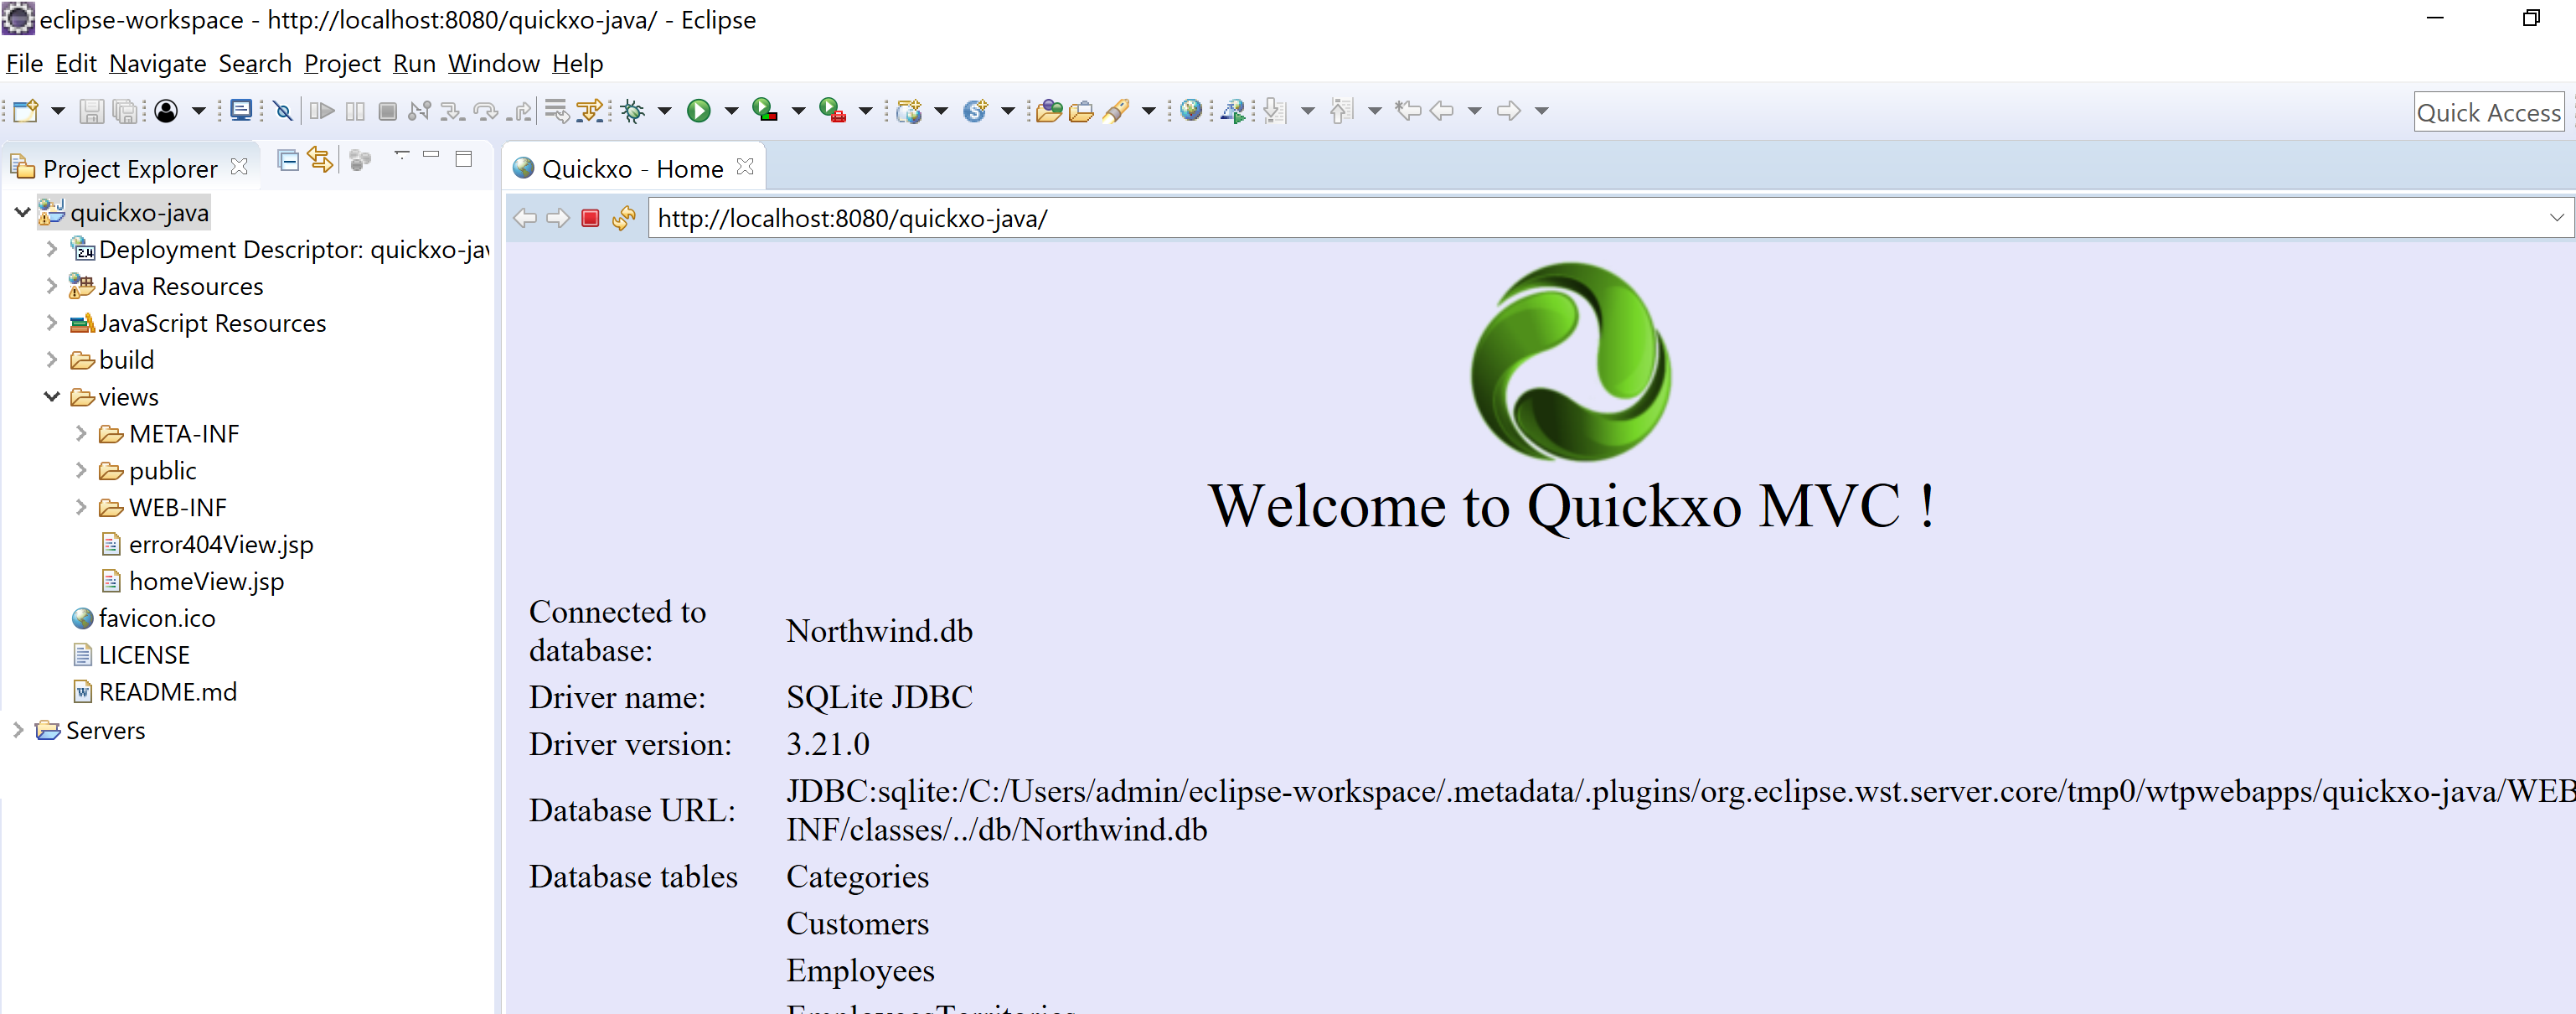 eclipse-workspace - http://localhost:8080/quickxo-java/ - Eclipse
File Edit Navigate Search Project Run Window Help
Quick Access
Project Explorer
quickxo-java
2.4 Deployment Descriptor: quickxo-jav
Java Resources
JavaScript Resources
build
views
META-INF
public
WEB-INF
error404View.jsp
homeView.jsp
favicon.ico
LICENSE
README.md
Servers
Quickxo - Home
http://localhost:8080/quickxo-java/
Welcome to Quickxo MVC !
Connected to
database:
Northwind.db
Driver name: SQLite JDBC
Driver version: 3.21.0
Database URL:
JDBC:sqlite:/C:/Users/admin/eclipse-workspace/.metadata/.plugins/org.eclipse.wst.server.core/tmp0/wtpwebapps/quickxo-java/WEB
INF/classes/../db/Northwind.db
Database tables Categories
Customers
Employees